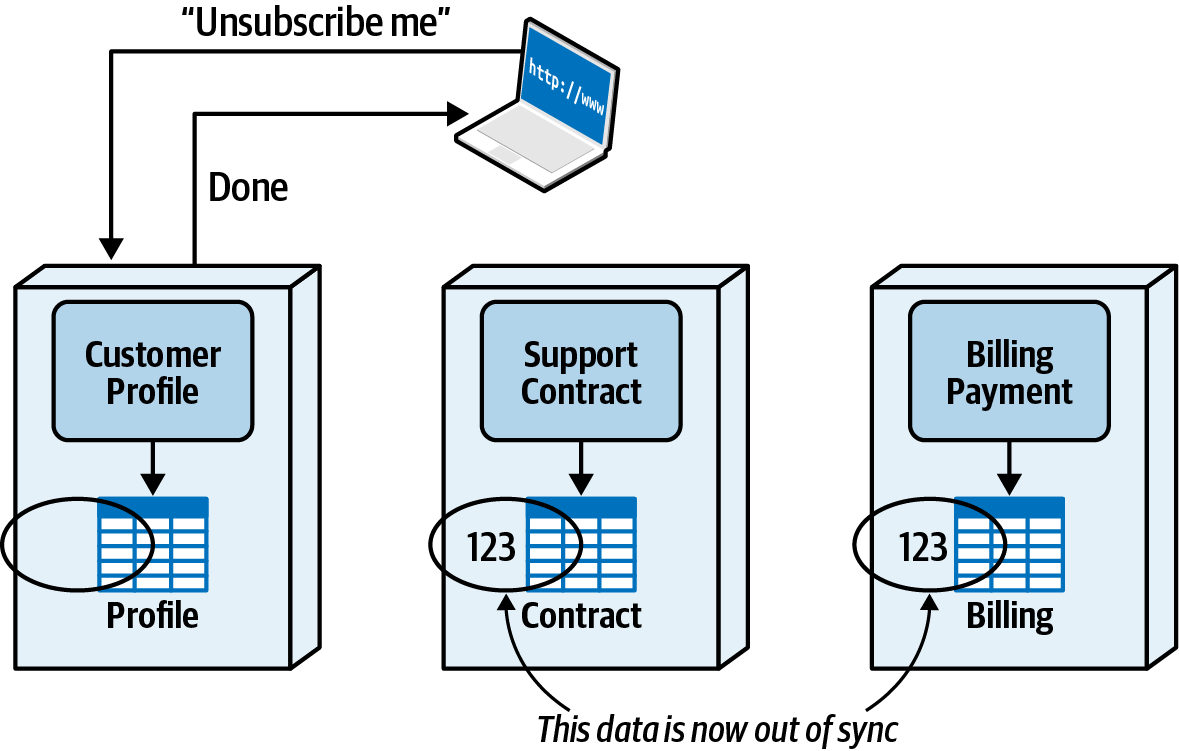 “Unsubscribe me”
http://www
Done
Customer
Profile
Support
Contract
Billing
Payment
123
123
Profile
Contract
Billing
This data is now out of sync